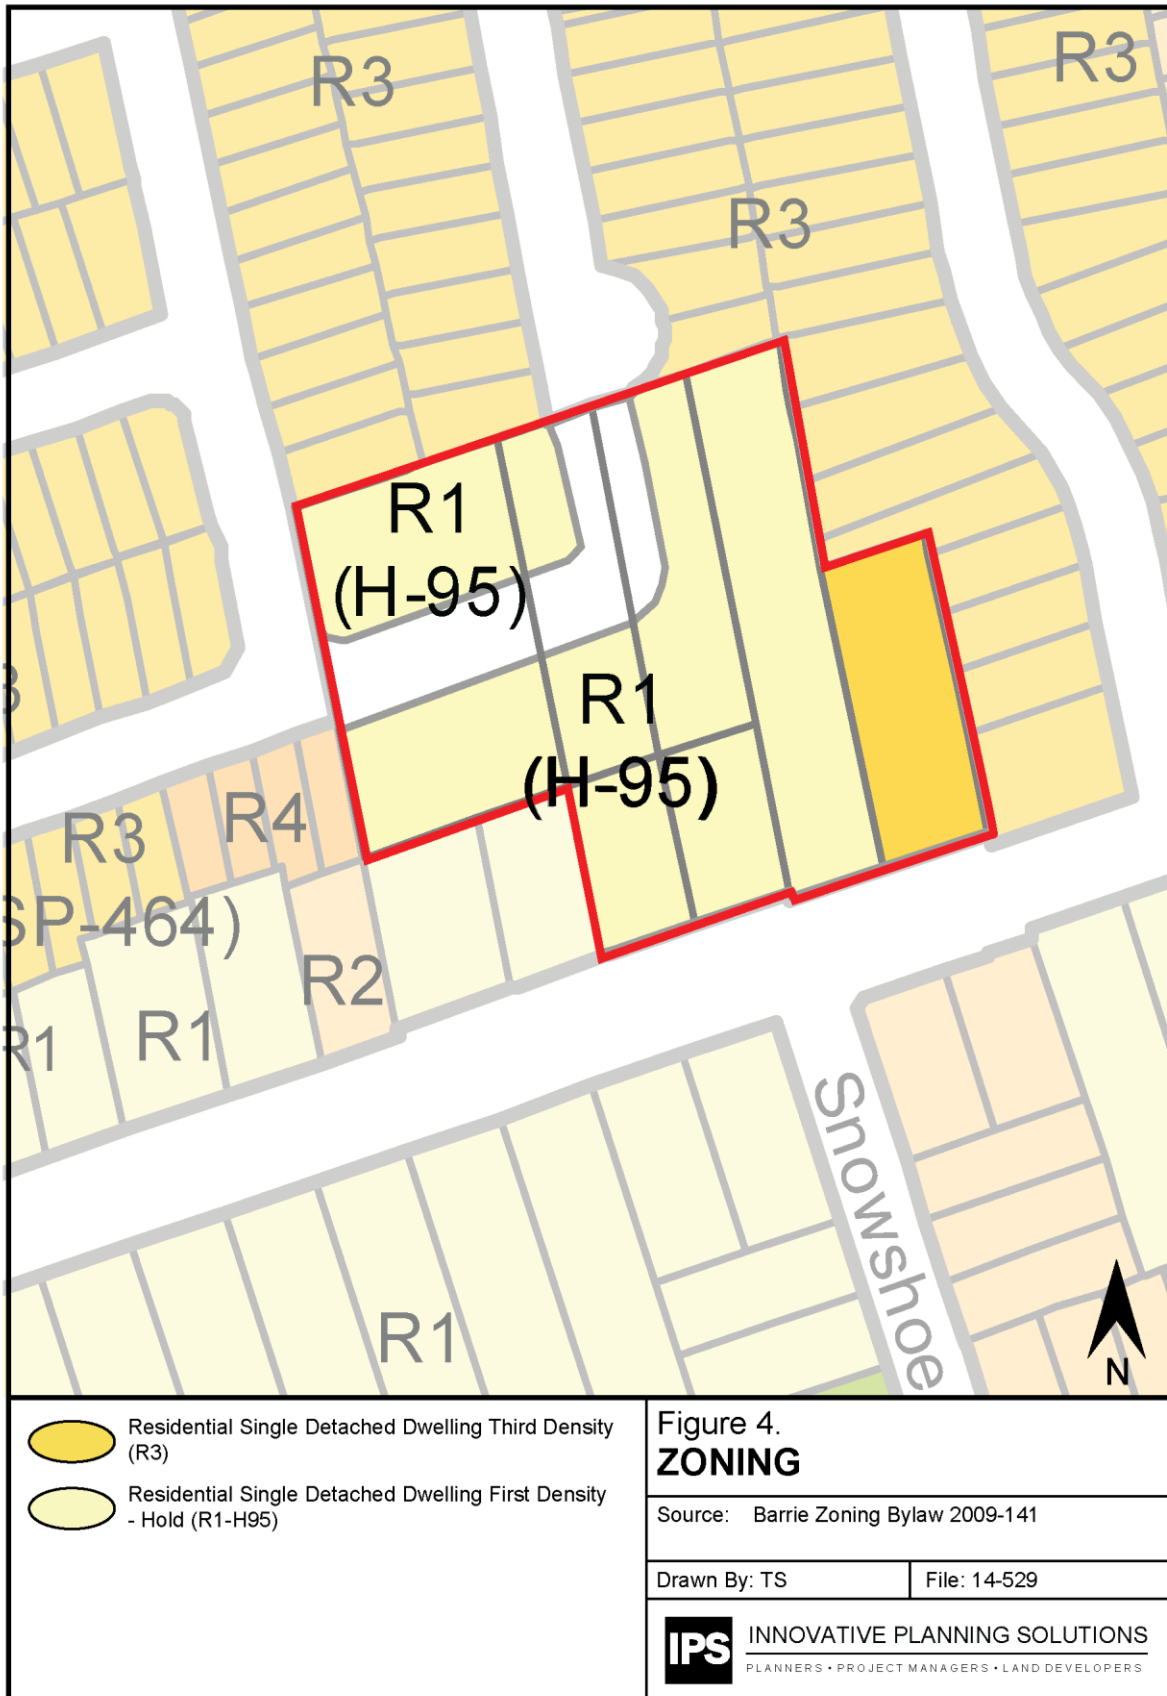 R3
R3
R3
R1
(H-95)
R1
(H-95)
R3
R4
SP-464)
R2
R1
R1
R1
Snowshoe
N
Residential Single Detached Dwelling Third Density
(R3)
Residential Single Detached Dwelling First Density
- Hold (R1-H95)
Figure 4.
ZONING
Source: Barrie Zoning Bylaw 2009-141
Drawn By: TS
File: 14-529
IPS
INNOVATIVE PLANNING SOLUTIONS
PLANNERS • PROJECT MANAGERS • LAND DEVELOPERS